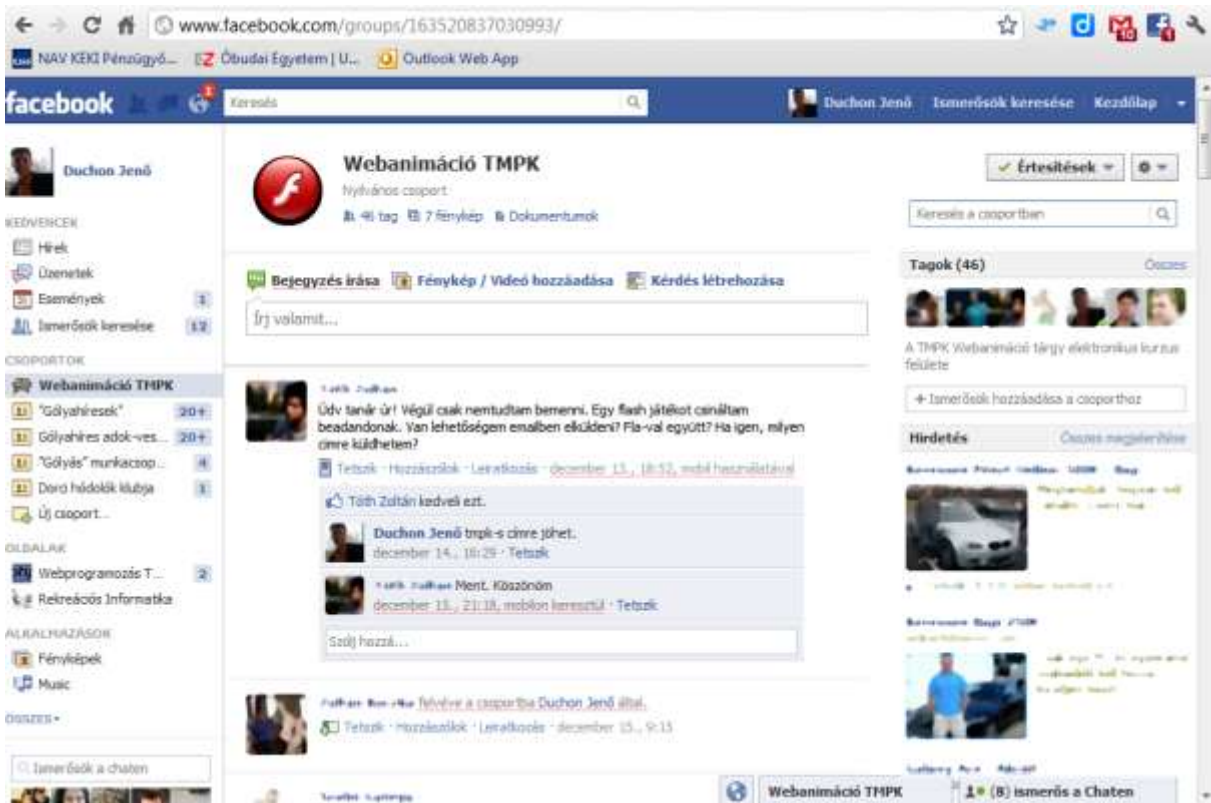 www.facebook.com/groups/163520837030993/
NAV KEKI Pénzügyő...
Óbudai Egyetem | U...
Outlook Web App
facebook
Keresés
Duchon Jenő
Ismerősök keresése
Kezdőlap
Duchon Jenő
KEDVENCEK
Hírek
Üzenetek
Események 1
Ismerősök keresése 12
CSOPORTOK
Webanimáció TMPK
"Gólyahíresek" 20+
Gólyahíres adok-ves... 20+
"Gólyás" munkacsop... 4
Doro hódolók klubja 1
Új csoport...
OLDALAK
Webprogramozás T... 2
Rekreációs Informatika
ALKALMAZÁSOK
Fényképek
Music
ÖSSZES
Ismerősök a chaten
Webanimáció TMPK
Nyilvános csoport
46 tag 7 fénykép Dokumentumok
Bejegyzés írása Fénykép / Videó hozzáadása Kérdés létrehozása
Írj valamit...
Üdv tanár úr! Végül csak nemtudtam bemenni. Egy flash játékot csináltam
beadandonak. Van lehetőségem emailben elküldeni? Fla-val együtt? Ha igen, milyen
cimre küldhetem?
Tetszik · Hozzászólok · Leiratkozás · december 13., 18:52, mobil használatával
Tóth Zoltán kedveli ezt.
Duchon Jenő tmpk-s címre jöhet.
december 14., 16:29 · Tetszik
Ment. Köszönöm
december 15., 21:18, mobilon keresztül · Tetszik
Szólj hozzá...
felvéve a csoportba Duchon Jenő által.
Tetszik · Hozzászólok · Leiratkozás · december 15., 9:15
Értesítések
Keresés a csoportban
Tagok (46) Összes
A TMPK Webanimáció tárgy elektronikus kurzus
felülete
+ Ismerősök hozzáadása a csoporthoz
Hirdetés Összes megjelenítése
Webanimáció TMPK
(8) ismerős a Chaten